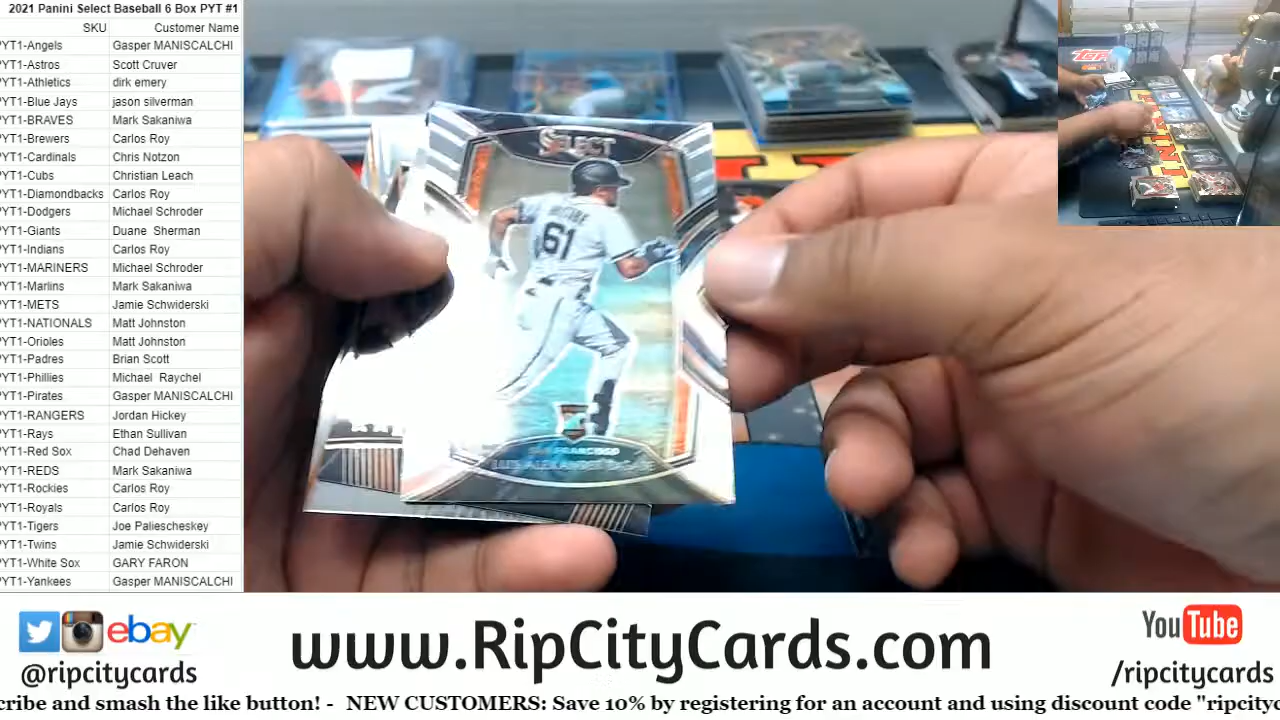 2021 Panini Select Baseball 6 Box PYT #1
SKU Customer Name
PYT1-Angels Gasper MANISCALCHI
PYT1-Astros Scott Cruver
PYT1-Athletics dirk emery
PYT1-Blue Jays jason silverman
PYT1-BRAVES Mark Sakaniwa
PYT1-Brewers Carlos Roy
PYT1-Cardinals Chris Notzon
PYT1-Cubs Christian Leach
PYT1-Diamondbacks Carlos Roy
PYT1-Dodgers Michael Schroder
PYT1-Giants Duane Sherman
PYT1-Indians Carlos Roy
PYT1-MARINERS Michael Schroder
PYT1-Marlins Mark Sakaniwa
PYT1-METS Jamie Schwiderski
PYT1-NATIONALS Matt Johnston
PYT1-Orioles Matt Johnston
PYT1-Padres Brian Scott
PYT1-Phillies Michael Raychel
PYT1-Pirates Gasper MANISCALCHI
PYT1-RANGERS Jordan Hickey
PYT1-Rays Ethan Sullivan
PYT1-Red Sox Chad Dehaven
PYT1-REDS Mark Sakaniwa
PYT1-Rockies Carlos Roy
PYT1-Royals Carlos Roy
PYT1-Tigers Joe Paliescheskey
PYT1-Twins Jamie Schwiderski
PYT1-White Sox GARY FARON
PYT1-Yankees Gasper MANISCALCHI
SELECT
61
Topps
ebay
@ripcitycards
www.RipCityCards.com
YouTube
/ripcitycards
cribe and smash the like button! - NEW CUSTOMERS: Save 10% by registering for an account and using discount code "ripcityc